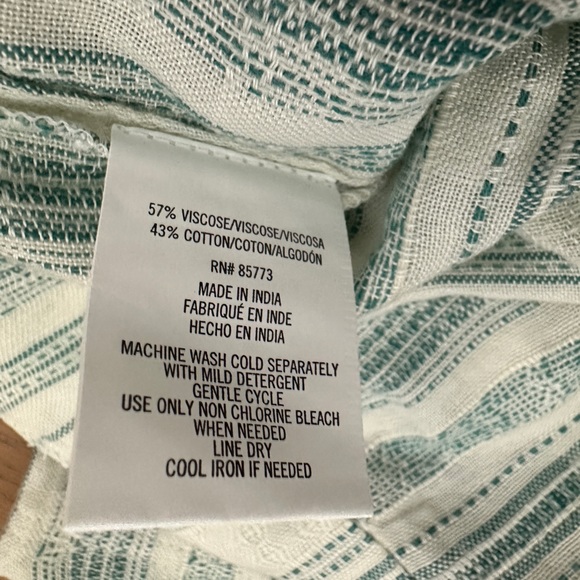 57% VISCOSE/VISCOSE/VISCOSA
43% COTTON/COTON/ALGODÓN
RN# 85773
MADE IN INDIA
FABRIQUÉ EN INDE
HECHO EN INDIA
MACHINE WASH COLD SEPARATELY
WITH MILD DETERGENT
GENTLE CYCLE
USE ONLY NON CHLORINE BLEACH
WHEN NEEDED
LINE DRY
COOL IRON IF NEEDED